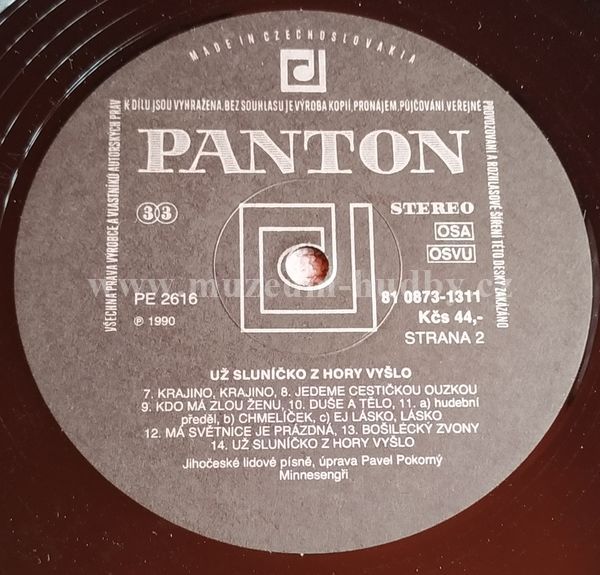 MADE IN CZECHOSLOVAKIA
VŠECHNA PRÁVA VÝROBCE A VLASTNÍKŮ AUTORSKÝCH PRÁV
K DÍLU JSOU VYHRAŽENA. BEZ SOUHLASU JE VÝROBA KOPIÍ, PRONÁJEM, PŮJČOVÁNÍ, VEŘEJNÉ
PROVOZOVÁNÍ A ROZHLASOVÉ ŠÍŘENÍ TÉTO DESKY ZAKÁZÁNO
PANTON
33
STEREO
OSA
OSVU
www.muzeum-hudby.cz
PE 2616
81 0873-1311
℗ 1990
Kčs 44,-
STRANA 2
UŽ SLUNÍČKO Z HORY VYŠLO
7. KRAJINO, KRAJINO, 8. JEDEME CESTIČKOU OUZKOU
9. KDO MÁ ZLOU ŽENU, 10. DUŠE A TĚLO, 11. a) hudební
předěl, b) CHMELÍČEK, c) EJ LÁSKO, LÁSKO
12. MÁ SVĚTNICE JE PRÁZDNÁ, 13. BOŠILECKÝ ZVONY
14. UŽ SLUNÍČKO Z HORY VYŠLO
Jihočeské lidové písně, úprava Pavel Pokorný
Minnesengři